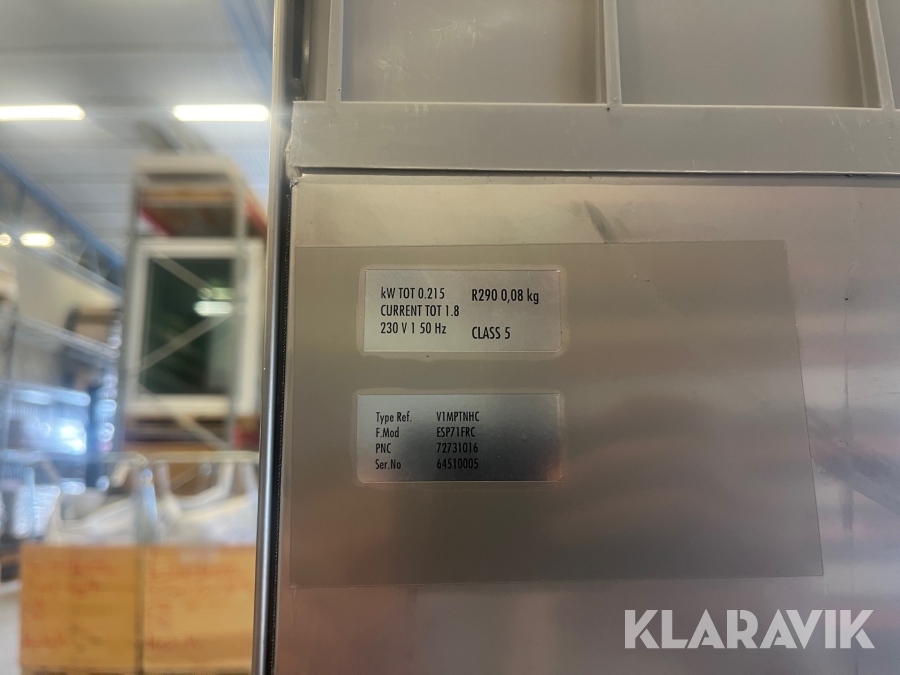 kW TOT 0.215 R290 0,08 kg
CURRENT TOT 1.8
230 V 1 50 Hz CLASS 5
Type Ref. V1MPTNHC
F.Mod ESP71FRC
PNC 72731016
Ser.No 64510005
KLARAVIK